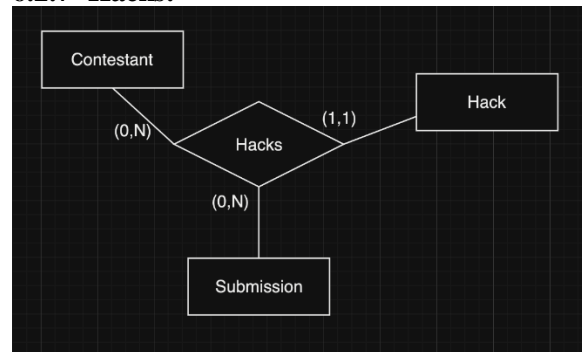 Contestant
Hack
(0,N)
(1,1)
Hacks
(0,N)
Submission